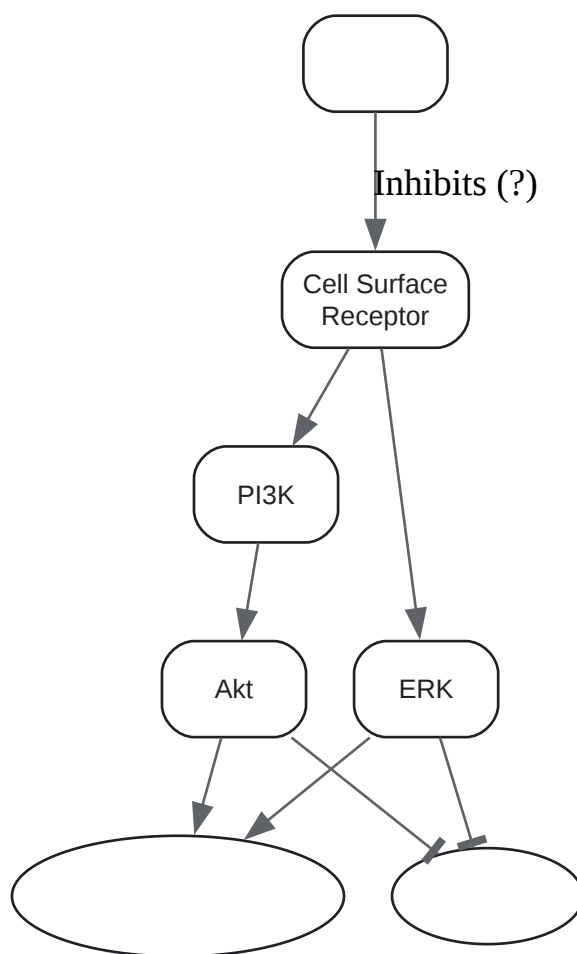 Inhibits (?)
Cell Surface
Receptor
PI3K
Akt
ERK